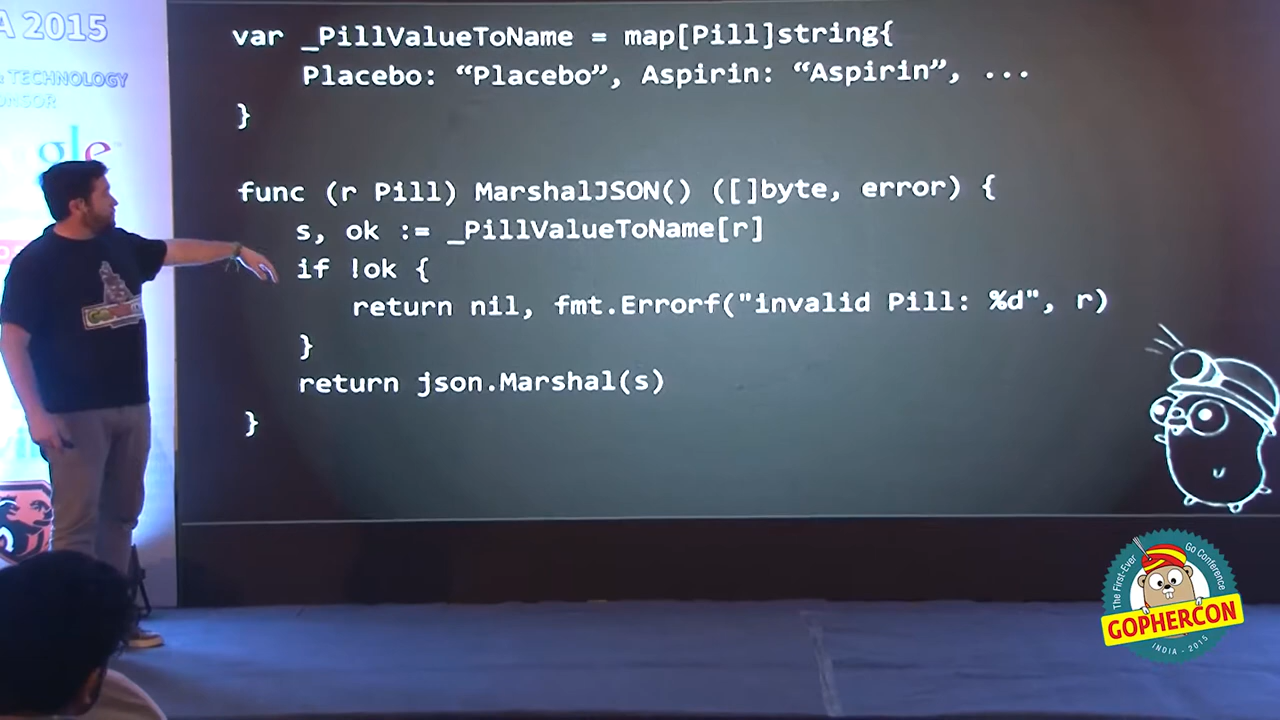 A 2015
TECHNOLOGY
gle
var _PillValueToName = map[Pill]string{
Placebo: “Placebo”, Aspirin: “Aspirin”, ...
}
func (r Pill) MarshalJSON() ([]byte, error) {
s, ok := _PillValueToName[r]
if !ok {
return nil, fmt.Errorf("invalid Pill: %d", r)
}
return json.Marshal(s)
}
The First-Ever Go Conference
GOPHERCON
INDIA - 2015